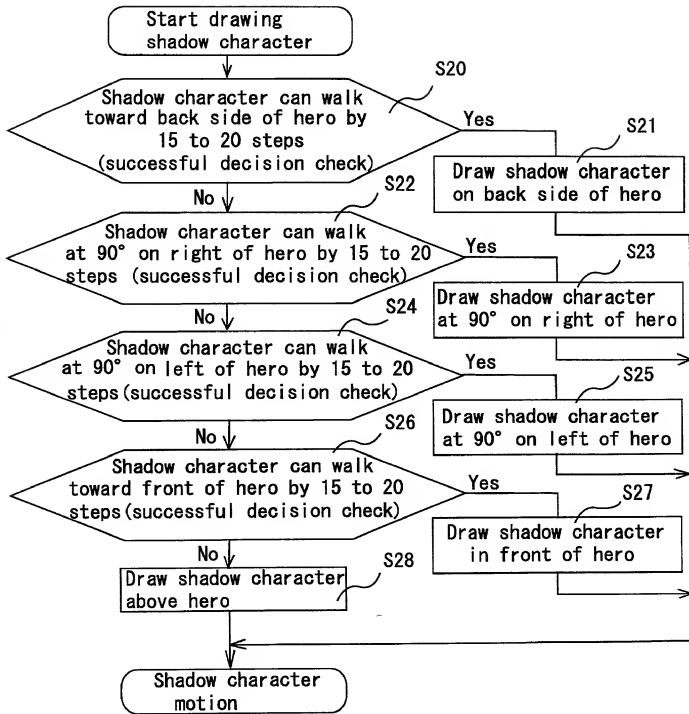 Start drawing
shadow character
S20
Shadow character can walk
toward back side of hero by
15 to 20 steps
(successful decision check)
Yes
S21
Draw shadow character
on back side of hero
No
S22
Shadow character can walk
at 90° on right of hero by 15 to 20
steps (successful decision check)
Yes
S23
Draw shadow character
at 90° on right of hero
No
S24
Shadow character can walk
at 90° on left of hero by 15 to 20
steps(successful decision check)
Yes
S25
Draw shadow character
at 90° on left of hero
No
S26
Shadow character can walk
toward front of hero by 15 to 20
steps(successful decision check)
Yes
S27
Draw shadow character
in front of hero
No
S28
Draw shadow character
above hero
Shadow character
motion